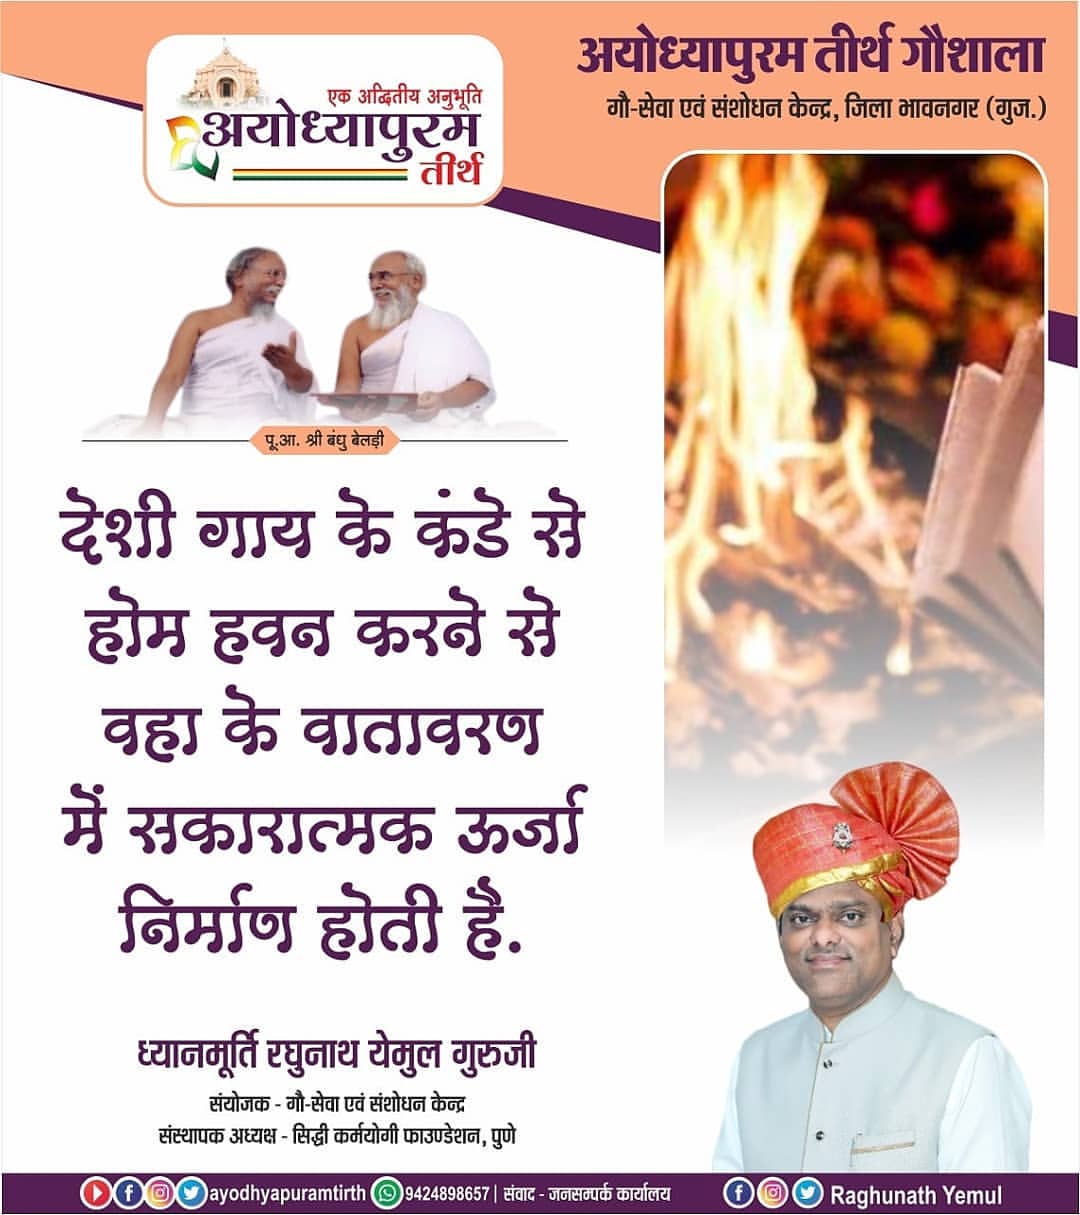 अयोध्यापुरम तीर्थ गौशाला
गौ-सेवा एवं संशोधन केन्द्र, जिला भावनगर (गुज.)
एक अद्वितीय अनुभूति
अयोध्यापुरम
तीर्थ
पू.आ. श्री बंधु बेलड़ी
देशी गाय के कंडे से
होम हवन करने से
वहा के वातावरण
में सकारात्मक ऊर्जा
निर्माण होती है.
ध्यानमूर्ति रघुनाथ येमुल गुरुजी
संयोजक - गौ-सेवा एवं संशोधन केन्द्र
संस्थापक अध्यक्ष - सिद्धी कर्मयोगी फाउण्डेशन, पुणे
ayodhyapuramtirth 9424898657 | संवाद - जनसम्पर्क कार्यालय Raghunath Yemul